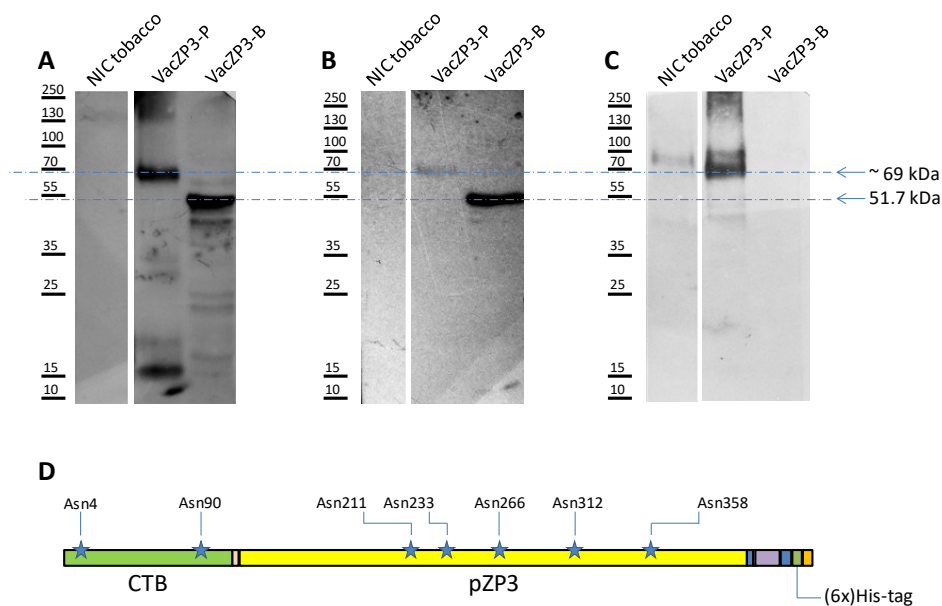 A
NIC tobacco
VacZP3-P
VacZP3-B
250
130
100
70
55
35
25
15
10
B
NIC tobacco
VacZP3-P
VacZP3-B
250
130
100
70
55
35
25
15
10
C
NIC tobacco
VacZP3-P
VacZP3-B
250
130
100
70
55
35
25
15
10
~ 69 kDa
51.7 kDa
D
Asn4
Asn90
Asn211
Asn233
Asn266
Asn312
Asn358
CTB
pZP3
(6x)His-tag